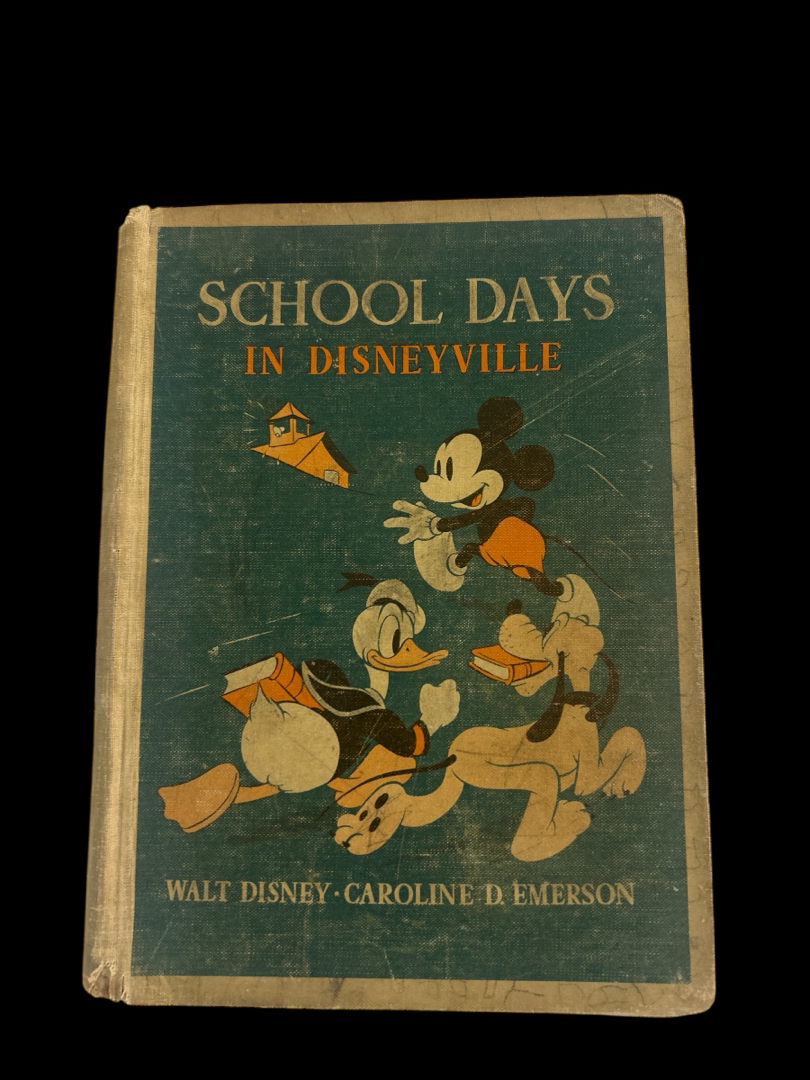 SCHOOL DAYS
IN DISNEYVILLE
WALT DISNEY · CAROLINE D. EMERSON